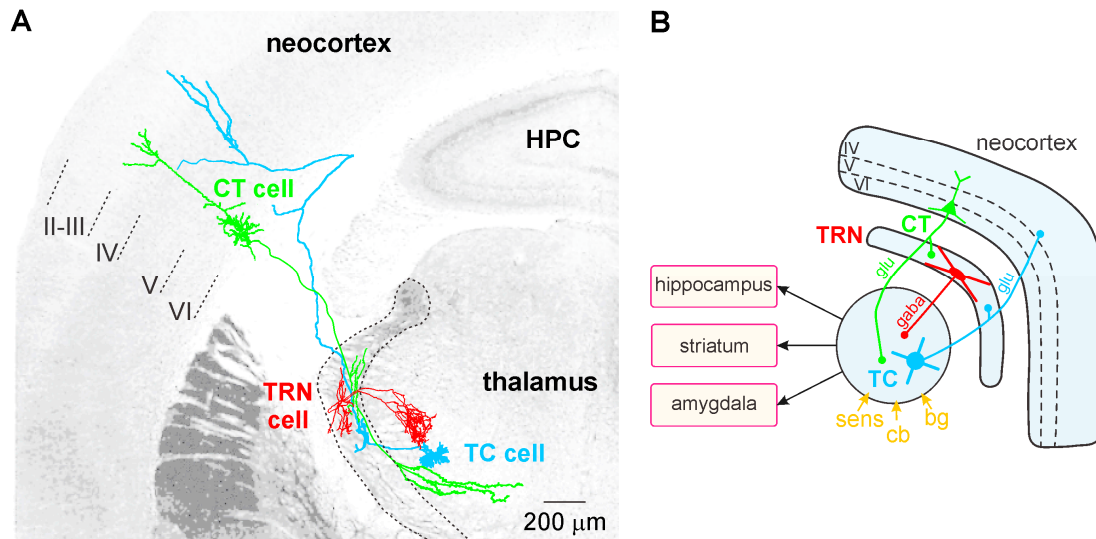 A
neocortex
HPC
CT cell
II-III
IV
V
VI
TRN
cell
thalamus
TC cell
200 μm
B
neocortex
IV
V
VI
CT
TRN
glu
glu
gaba
hippocampus
striatum
amygdala
TC
sens
cb
bg